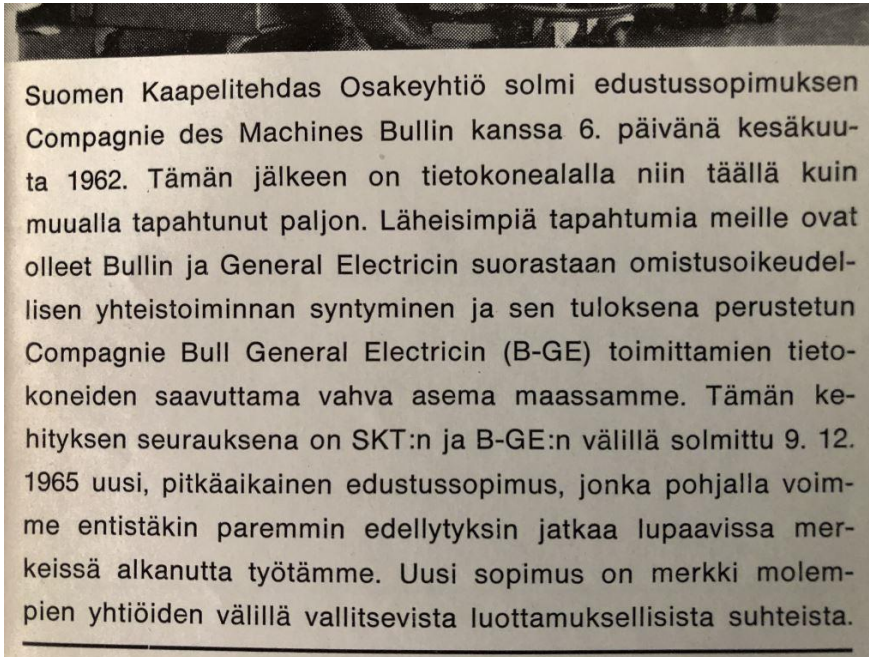 Suomen Kaapelitehdas Osakeyhtiö solmi edustussopimuksen
Compagnie des Machines Bullin kanssa 6. päivänä kesäkuu-
ta 1962. Tämän jälkeen on tietokonealalla niin täällä kuin
muualla tapahtunut paljon. Läheisimpiä tapahtumia meille ovat
olleet Bullin ja General Electricin suorastaan omistusoikeudel-
lisen yhteistoiminnan syntyminen ja sen tuloksena perustetun
Compagnie Bull General Electricin (B-GE) toimittamien tieto-
koneiden saavuttama vahva asema maassamme. Tämän ke-
hityksen seurauksena on SKT:n ja B-GE:n välillä solmittu 9. 12.
1965 uusi, pitkäaikainen edustussopimus, jonka pohjalla voim-
me entistäkin paremmin edellytyksin jatkaa lupaavissa mer-
keissä alkanutta työtämme. Uusi sopimus on merkki molem-
pien yhtiöiden välillä vallitsevista luottamuksellisista suhteista.